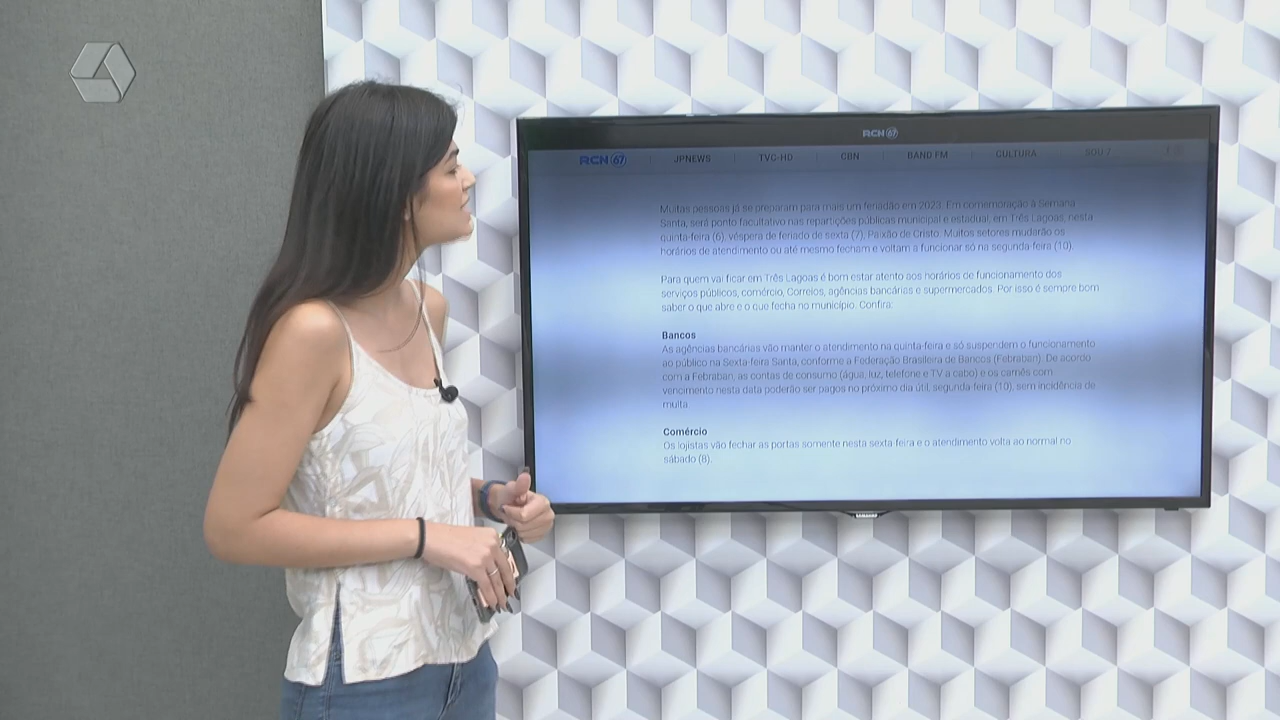 RCN 67
RCN 67 JPNEWS TVC-HD CBN BAND FM CULTURA
Muitas pessoas já se preparam para mais um feriado em 2023. Em comemoração à Semana
Santa, será ponto facultativo nas repartições públicas municipal e estadual, em Três Lagoas, nesta
quinta-feira (6), véspera de feriado de sexta (7), Paixão de Cristo. Muitos setores mudarão os
horários de atendimento ou até mesmo fecham e voltam a funcionar só na segunda-feira (10).
Para quem vai ficar em Três Lagoas é bom estar atento aos horários de funcionamento dos
serviços públicos, comércio, Correios, agências bancárias e supermercados. Por isso é sempre bom
saber o que abre e o que fecha no município. Confira:
Bancos
As agências bancárias vão manter o atendimento na quinta-feira e só suspendem o funcionamento
ao público na Sexta-feira Santa, conforme a Federação Brasileira de Bancos (Febraban). De acordo
com a Febraban, as contas de consumo (água, luz, telefone e TV a cabo) e os carnês com
vencimento nesta data poderão ser pagos no próximo dia útil, segunda-feira (10), sem incidência de
multa.
Comércio
Os lojistas vão fechar as portas somente nesta sexta-feira e o atendimento volta ao normal no
sábado (8).
SAMSUNG